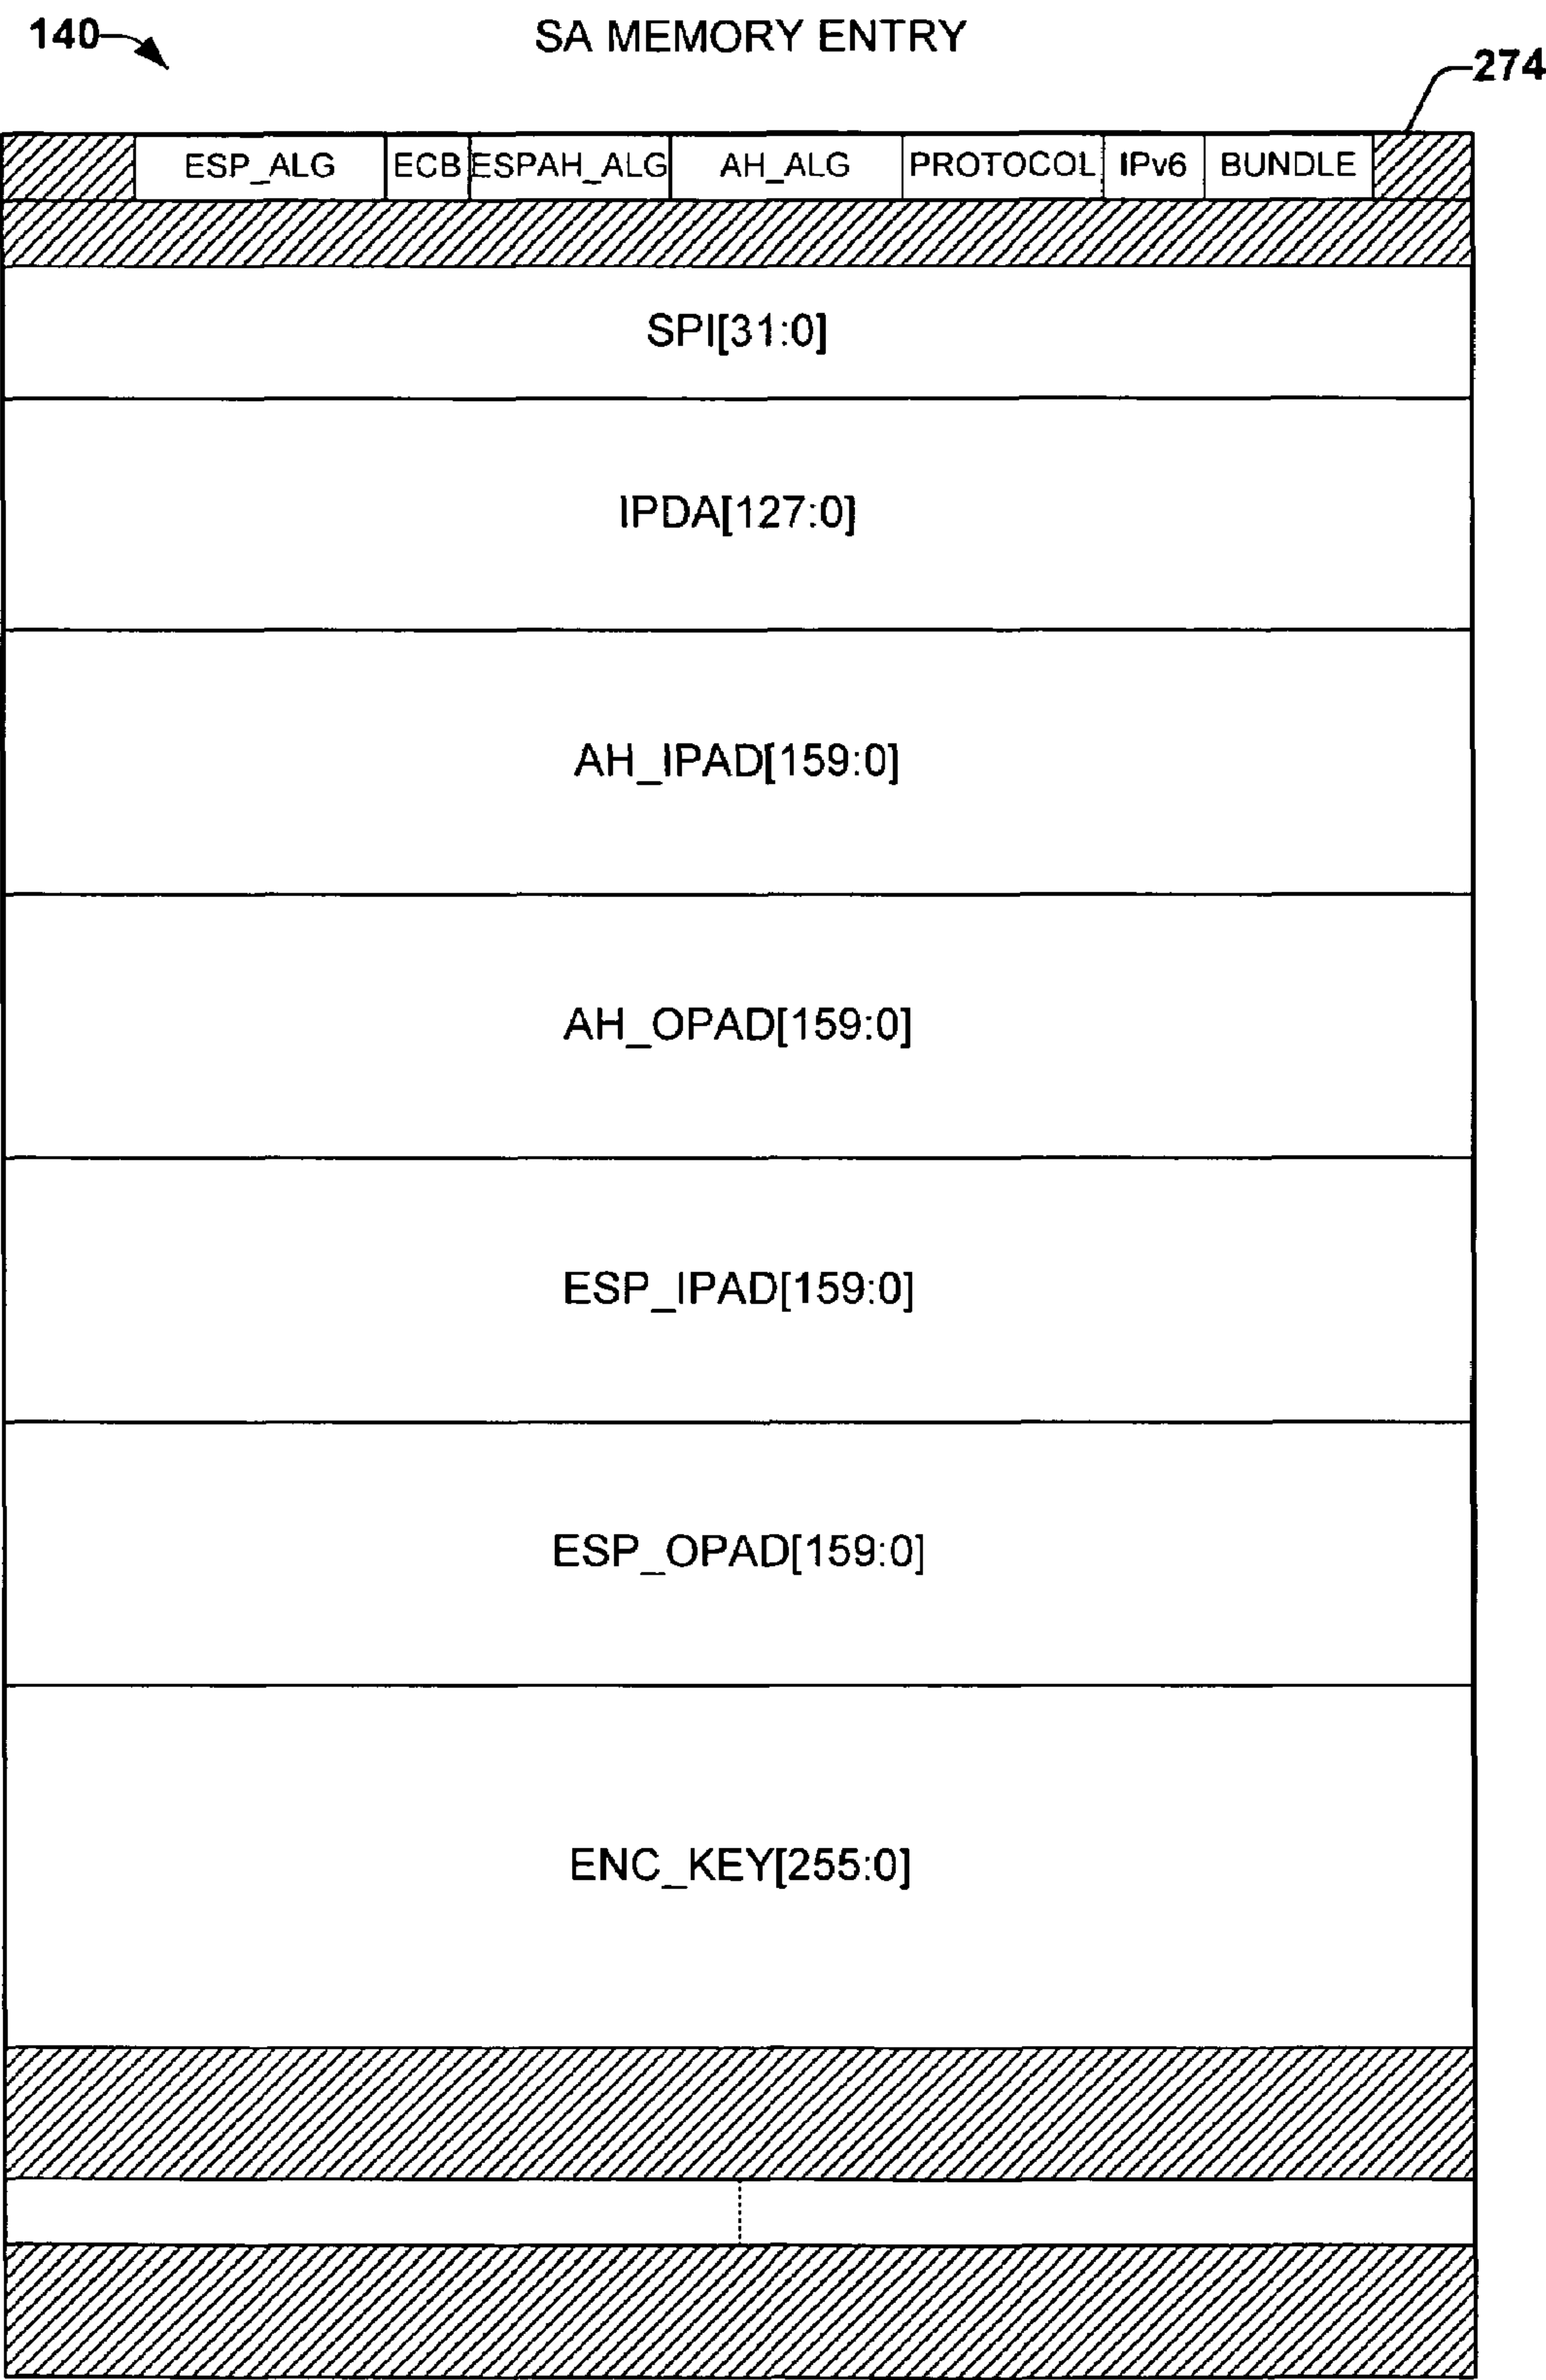 140
SA MEMORY ENTRY
274
ESP_ALG ECB ESPAH_ALG AH_ALG PROTOCOL IPv6 BUNDLE
SPI[31:0]
IPDA[127:0]
AH_IPAD[159:0]
AH_OPAD[159:0]
ESP_IPAD[159:0]
ESP_OPAD[159:0]
ENC_KEY[255:0]